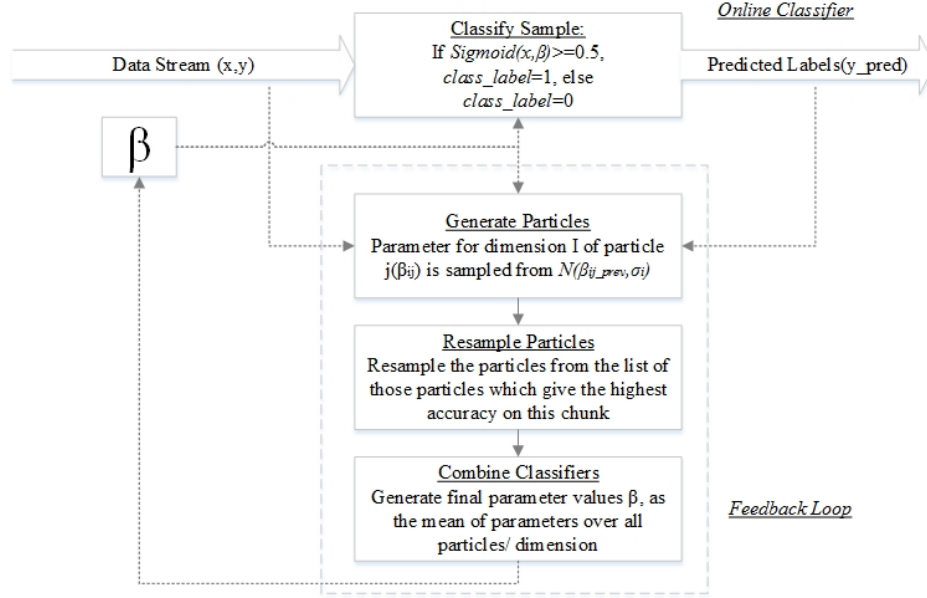 Online Classifier
Classify Sample:
If Sigmoid(x,β)>=0.5,
class_label=1, else
class_label=0
Data Stream (x,y)
Predicted Labels(y_pred)
β
Generate Particles
Parameter for dimension I of particle
j(βij) is sampled from N(βij_prev,σi)
Resample Particles
Resample the particles from the list of
those particles which give the highest
accuracy on this chunk
Combine Classifiers
Generate final parameter values β, as
the mean of parameters over all
particles/ dimension
Feedback Loop